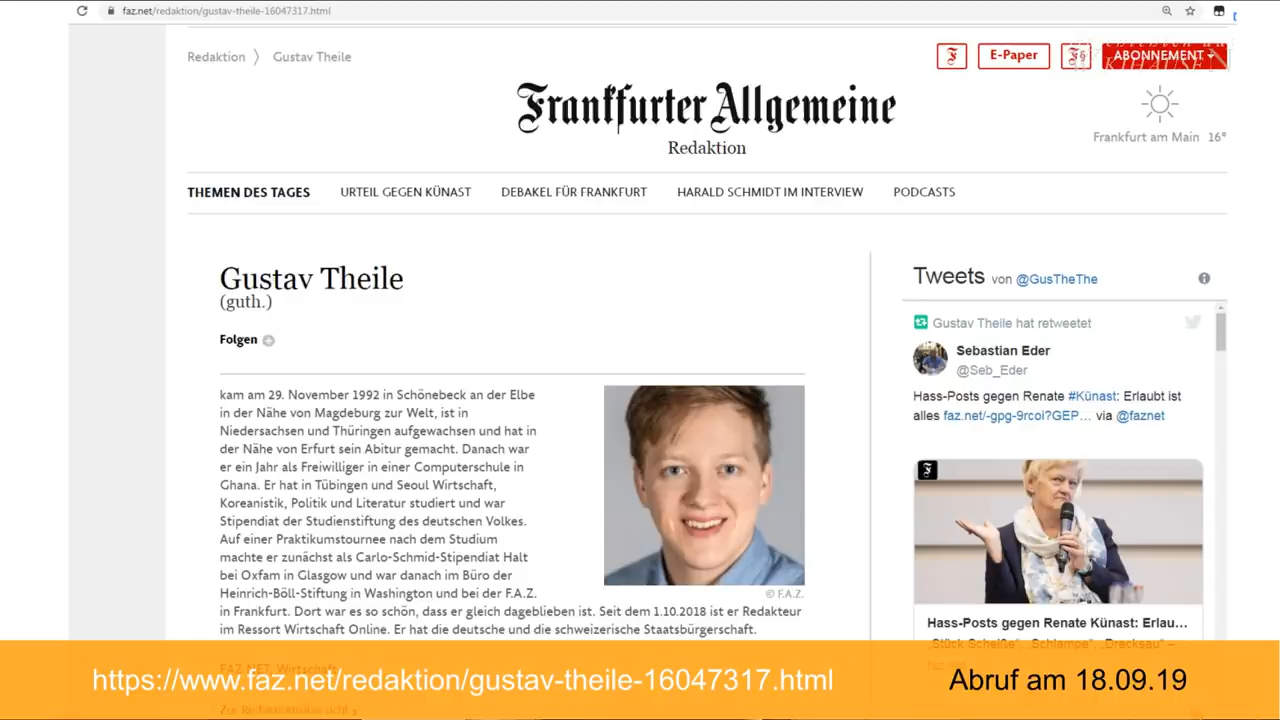 faz.net/redaktion/gustav-theile-16047317.html
Redaktion 〉 Gustav Theile
E-Paper
ABONNEMENT
Frankfurter Allgemeine
Redaktion
Frankfurt am Main 16°
THEMEN DES TAGES URTEIL GEGEN KÜNAST DEBAKEL FÜR FRANKFURT HARALD SCHMIDT IM INTERVIEW PODCASTS
Gustav Theile
(guth.)
Folgen
kam am 29. November 1992 in Schönebeck an der Elbe
in der Nähe von Magdeburg zur Welt, ist in
Niedersachsen und Thüringen aufgewachsen und hat in
der Nähe von Erfurt sein Abitur gemacht. Danach war
er ein Jahr als Freiwilliger in einer Computerschule in
Ghana. Er hat in Tübingen und Seoul Wirtschaft,
Koreanistik, Politik und Literatur studiert und war
Stipendiat der Studienstiftung des deutschen Volkes.
Auf einer Praktikumstournee nach dem Studium
machte er zunächst als Carlo-Schmid-Stipendiat Halt
bei Oxfam in Glasgow und war danach im Büro der
Heinrich-Böll-Stiftung in Washington und bei der F.A.Z.
in Frankfurt. Dort war es so schön, dass er gleich dageblieben ist. Seit dem 1.10.2018 ist er Redakteur
im Ressort Wirtschaft Online. Er hat die deutsche und die schweizerische Staatsbürgerschaft.
© F.A.Z.
FAZ.NET, Wirtschaft
Tweets von @GusTheThe
Gustav Theile hat retweetet
Sebastian Eder
@Seb_Eder
Hass-Posts gegen Renate #Künast: Erlaubt ist
alles faz.net/-gpg-9rcoi?GEP… via @faznet
Hass-Posts gegen Renate Künast: Erlau...
„Stück Scheiße“, „Schlampe“, „Drecksau“ –
https://www.faz.net/redaktion/gustav-theile-16047317.html
Abruf am 18.09.19